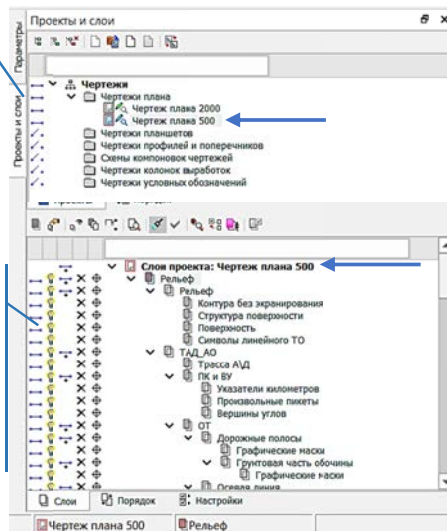 Проекты и слои
Параметры
Проекты и слои
Чертежи
Чертежи плана
Чертеж плана 2000
Чертеж плана 500
Чертежи планшетов
Чертежи профилей и поперечников
Схемы компоновок чертежей
Чертежи колонок выработок
Чертежи условных обозначений
Слои проекта: Чертеж плана 500
Рельеф
Рельеф
Контура без экранирования
Структура поверхности
Поверхность
Символы линейного ТО
ТАД_АО
Трасса А\Д
ПК и ВУ
Указатели километров
Произвольные пикеты
Вершины углов
ОТ
Дорожные полосы
Графические маски
Грунтовая часть обочины
Графические маски
Осевая линия
Слои
Порядок
Настройки
Чертеж плана 500
Рельеф